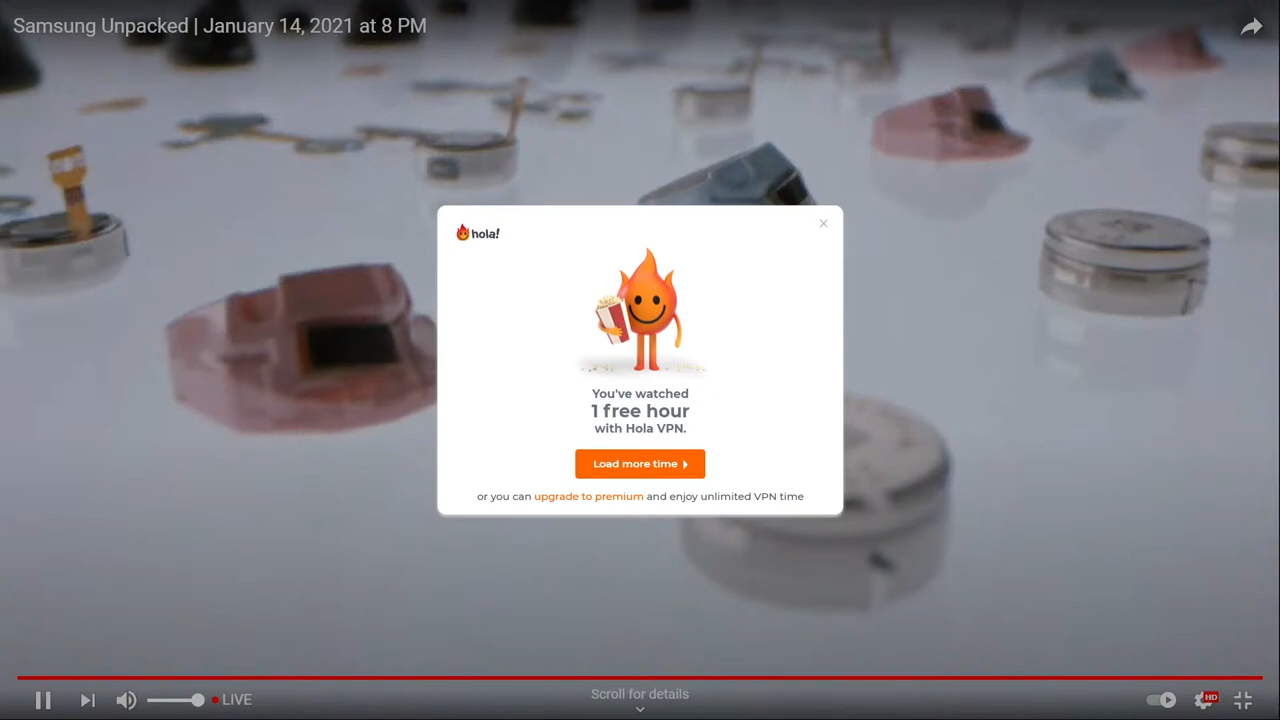 Samsung Unpacked | January 14, 2021 at 8 PM
hola!
You've watched
1 free hour
with Hola VPN.
Load more time
or you can upgrade to premium and enjoy unlimited VPN time
Scroll for details
LIVE
HD